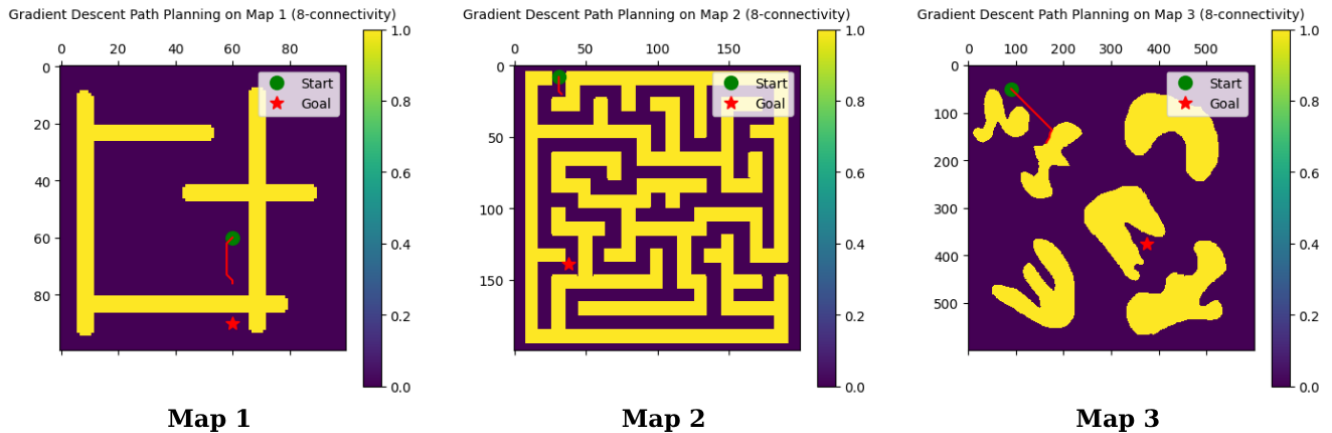 Gradient Descent Path Planning on Map 1 (8-connectivity)
0 20 40 60 80
0
20
40
60
80
Start
Goal
1.0
0.8
0.6
0.4
0.2
0.0
Map 1
Gradient Descent Path Planning on Map 2 (8-connectivity)
0 50 100 150
0
50
100
150
Start
Goal
1.0
0.8
0.6
0.4
0.2
0.0
Map 2
Gradient Descent Path Planning on Map 3 (8-connectivity)
0 100 200 300 400 500
0
100
200
300
400
500
Start
Goal
1.0
0.8
0.6
0.4
0.2
0.0
Map 3